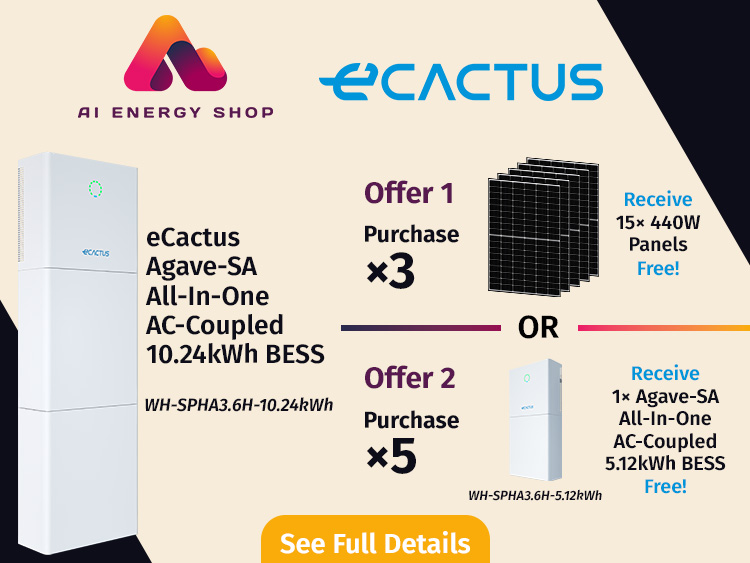 AI ENERGY SHOP
eCACTUS
eCACTUS
eCactus
Agave-SA
All-In-One
AC-Coupled
10.24kWh BESS
WH-SPHA3.6H-10.24kWh
Offer 1
Purchase
×3
Receive
15× 440W
Panels
Free!
OR
Offer 2
Purchase
×5
eCACTUS
WH-SPHA3.6H-5.12kWh
Receive
1× Agave-SA
All-In-One
AC-Coupled
5.12kWh BESS
Free!
See Full Details